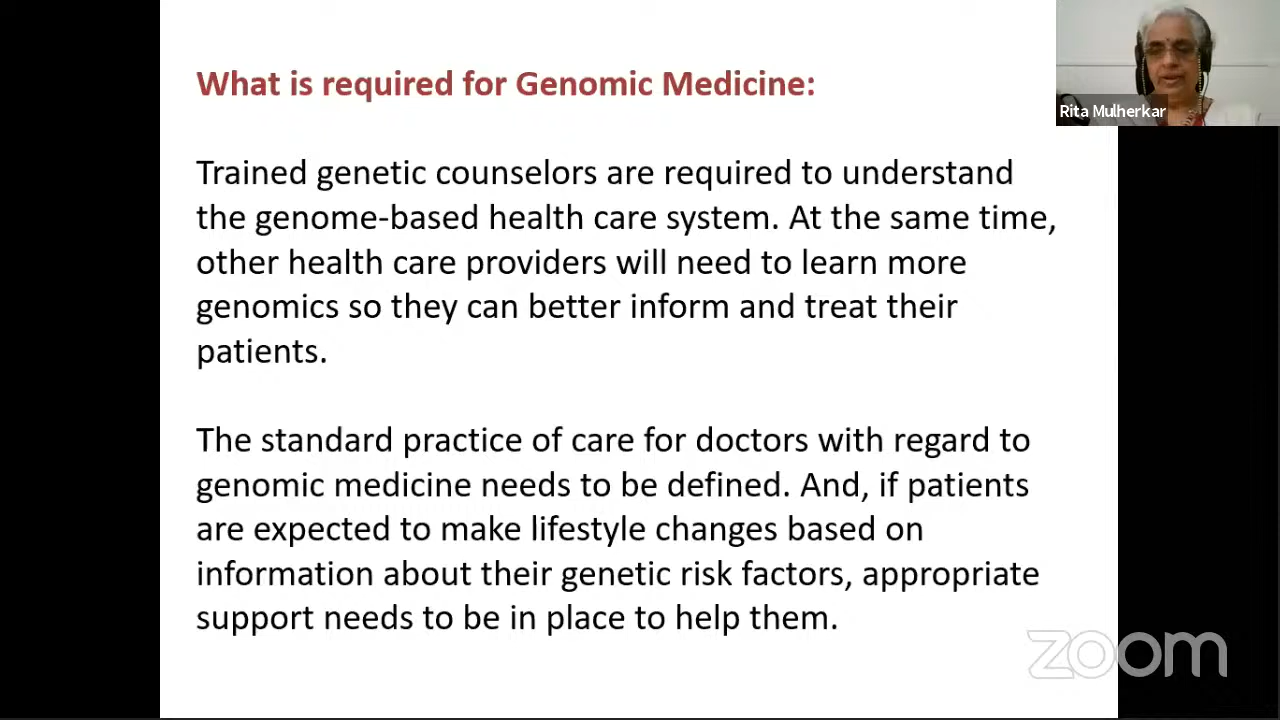 What is required for Genomic Medicine:
Rita Mulherkar
Trained genetic counselors are required to understand
the genome-based health care system. At the same time,
other health care providers will need to learn more
genomics so they can better inform and treat their
patients.
The standard practice of care for doctors with regard to
genomic medicine needs to be defined. And, if patients
are expected to make lifestyle changes based on
information about their genetic risk factors, appropriate
support needs to be in place to help them.
zoom